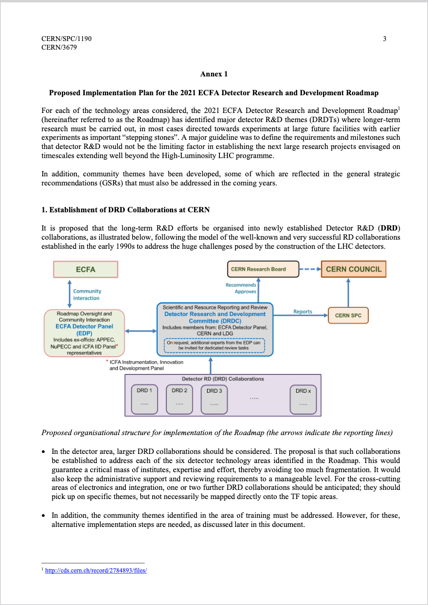 CERN/SPC/1190
3
CERN/3679
Annex 1
Proposed Implementation Plan for the 2021 ECFA Detector Research and Development Roadmap
For each of the technology areas considered, the 2021 ECFA Detector Research and Development Roadmap1
(hereinafter referred to as the Roadmap) has identified major detector R&D themes (DRDTs) where longer-term
research must be carried out, in most cases directed towards experiments at large future facilities with earlier
experiments as important “stepping stones”. A major guideline was to define the requirements and milestones such
that detector R&D would not be the limiting factor in establishing the next large research projects envisaged on
timescales extending well beyond the High-Luminosity LHC programme.
In addition, community themes have been developed, some of which are reflected in the general strategic
recommendations (GSRs) that must also be addressed in the coming years.
1. Establishment of DRD Collaborations at CERN
It is proposed that the long-term R&D efforts be organised into newly established Detector R&D (DRD)
collaborations, as illustrated below, following the model of the well-known and very successful RD collaborations
established in the early 1990s to address the huge challenges posed by the construction of the LHC detectors.
ECFA
CERN Research Board
CERN COUNCIL
Community
interaction
Recommends
Approves
Roadmap Oversight and
Community Interaction
ECFA Detector Panel
(EDP)
Includes ex-officio: APPEC,
NuPECC and ICFA IID Panel*
representatives
Scientific and Resource Reporting and Review
Detector Research and Development
Committee (DRDC)
Includes members from: ECFA Detector Panel,
CERN and LDG
On request, additional experts from the EDP can
be invited for dedicated review tasks
Reports
CERN SPC
* ICFA Instrumentation, Innovation
and Development Panel
Detector RD (DRD) Collaborations
DRD 1
DRD 2
DRD 3
DRD x
.....
.....
.....
.....
.....
Proposed organisational structure for implementation of the Roadmap (the arrows indicate the reporting lines)
• In the detector area, larger DRD collaborations should be considered. The proposal is that such collaborations
be established to address each of the six detector technology areas identified in the Roadmap. This would
guarantee a critical mass of institutes, expertise and effort, thereby avoiding too much fragmentation. It would
also keep the administrative support and reviewing requirements to a manageable level. For the cross-cutting
areas of electronics and integration, one or two further DRD collaborations should be anticipated; they should
pick up on specific themes, but not necessarily be mapped directly onto the TF topic areas.
• In addition, the community themes identified in the area of training must be addressed. However, for these,
alternative implementation steps are needed, as discussed later in this document.
1 http://cds.cern.ch/record/2784893/files/